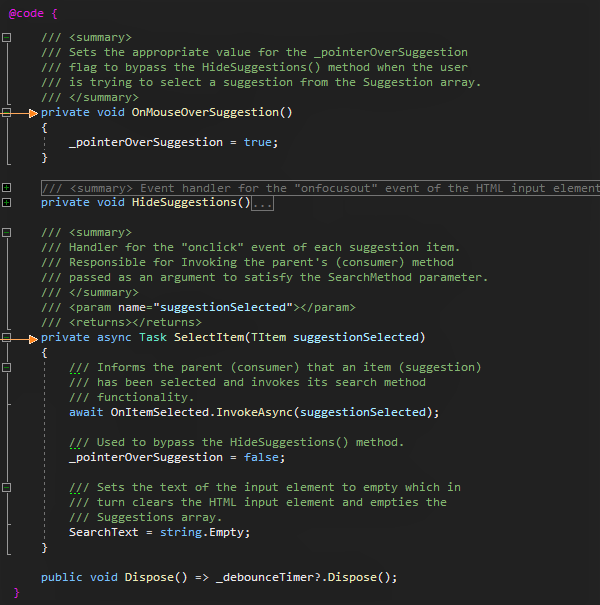 @code {
/// <summary>
/// Sets the appropriate value for the _pointerOverSuggestion
/// flag to bypass the HideSuggestions() method when the user
/// is trying to select a suggestion from the Suggestion array.
/// </summary>
private void OnMouseOverSuggestion()
{
_pointerOverSuggestion = true;
}
/// <summary> Event handler for the "onfocusout" event of the HTML input element
private void HideSuggestions()...
/// <summary>
/// Handler for the "onclick" event of each suggestion item.
/// Responsible for Invoking the parent's (consumer) method
/// passed as an argument to satisfy the SearchMethod parameter.
/// </summary>
/// <param name="suggestionSelected"></param>
/// <returns></returns>
private async Task SelectItem(TItem suggestionSelected)
{
/// Informs the parent (consumer) that an item (suggestion)
/// has been selected and invokes its search method
/// functionality.
await OnItemSelected.InvokeAsync(suggestionSelected);
/// Used to bypass the HideSuggestions() method.
_pointerOverSuggestion = false;
/// Sets the text of the input element to empty which in
/// turn clears the HTML input element and empties the
/// Suggestions array.
SearchText = string.Empty;
}
public void Dispose() => _debounceTimer?.Dispose();
}